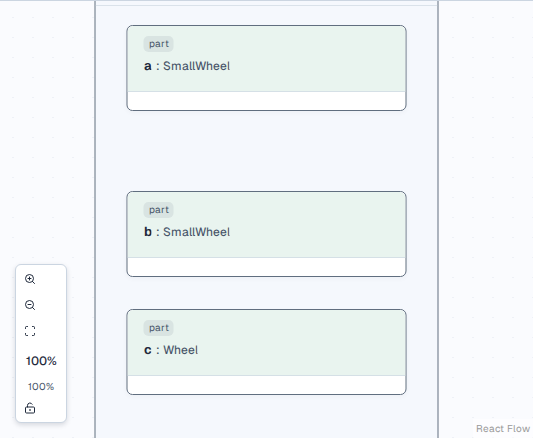 part
a : SmallWheel
part
b : SmallWheel
part
c : Wheel
100%
100%
React Flow